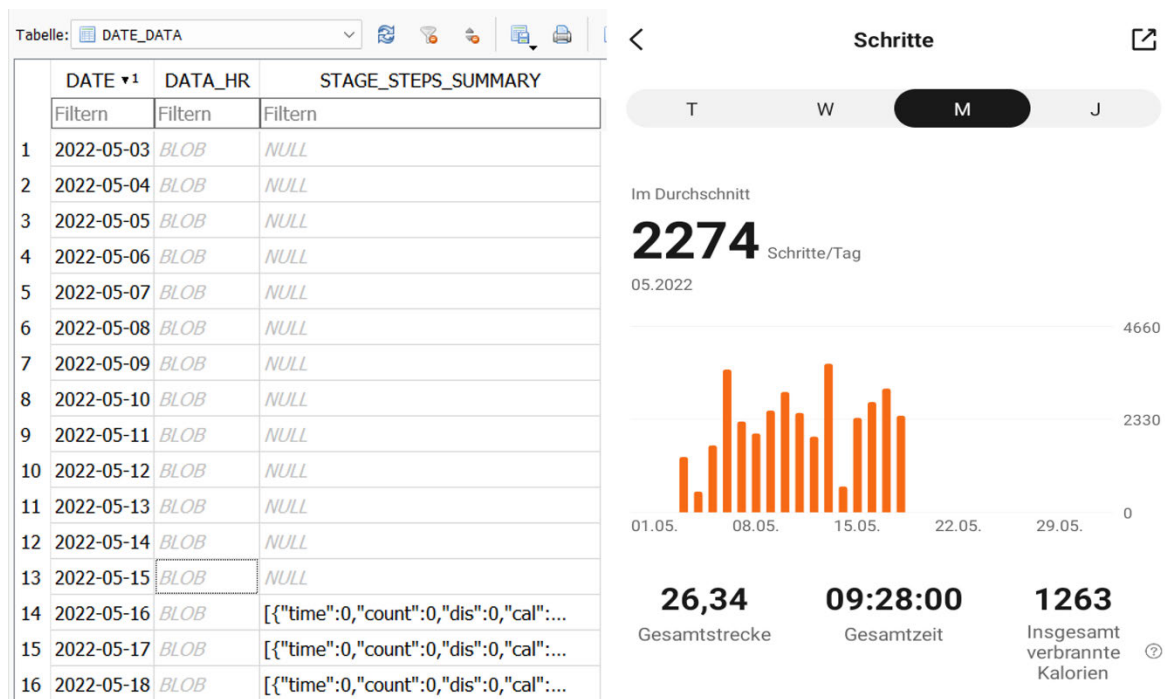 Tabelle: DATE_DATA
DATE ▾1 DATA_HR STAGE_STEPS_SUMMARY
Filtern Filtern Filtern
1 2022-05-03 BLOB NULL
2 2022-05-04 BLOB NULL
3 2022-05-05 BLOB NULL
4 2022-05-06 BLOB NULL
5 2022-05-07 BLOB NULL
6 2022-05-08 BLOB NULL
7 2022-05-09 BLOB NULL
8 2022-05-10 BLOB NULL
9 2022-05-11 BLOB NULL
10 2022-05-12 BLOB NULL
11 2022-05-13 BLOB NULL
12 2022-05-14 BLOB NULL
13 2022-05-15 BLOB NULL
14 2022-05-16 BLOB [{"time":0,"count":0,"dis":0,"cal":...
15 2022-05-17 BLOB [{"time":0,"count":0,"dis":0,"cal":...
16 2022-05-18 BLOB [{"time":0,"count":0,"dis":0,"cal":...
Schritte
T W M J
Im Durchschnitt
2274 Schritte/Tag
05.2022
4660
2330
0
01.05. 08.05. 15.05. 22.05. 29.05.
26,34 09:28:00 1263
Gesamtstrecke Gesamtzeit Insgesamt
verbrannte
Kalorien